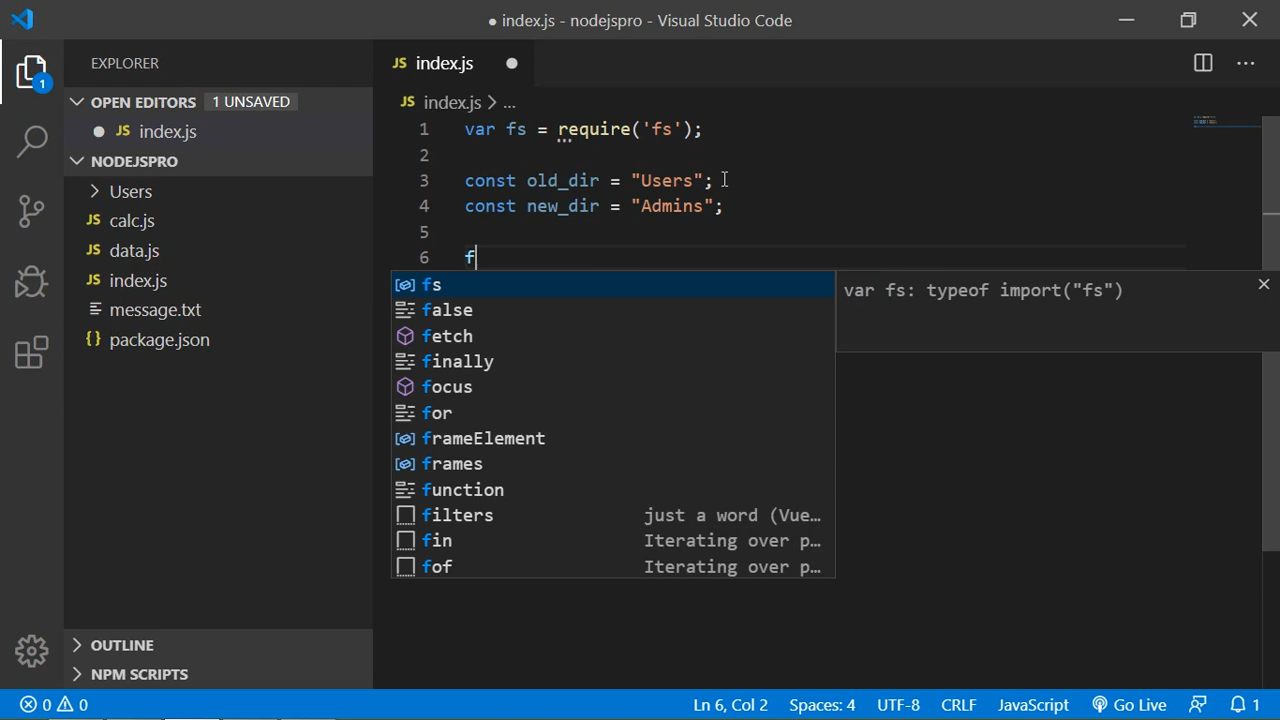 ● index.js - nodejspro - Visual Studio Code
EXPLORER
1
OPEN EDITORS 1 UNSAVED
● JS index.js
NODEJSPRO
Users
JS calc.js
JS data.js
JS index.js
message.txt
{} package.json
OUTLINE
NPM SCRIPTS
JS index.js ●
JS index.js > ...
1 var fs = require('fs');
2
3 const old_dir = "Users";
4 const new_dir = "Admins";
5
6 f
fs
false
fetch
finally
focus
for
frameElement
frames
function
filters just a word (Vue…
fin Iterating over p…
fof Iterating over p…
var fs: typeof import("fs")
0 0 Ln 6, Col 2 Spaces: 4 UTF-8 CRLF JavaScript Go Live 1